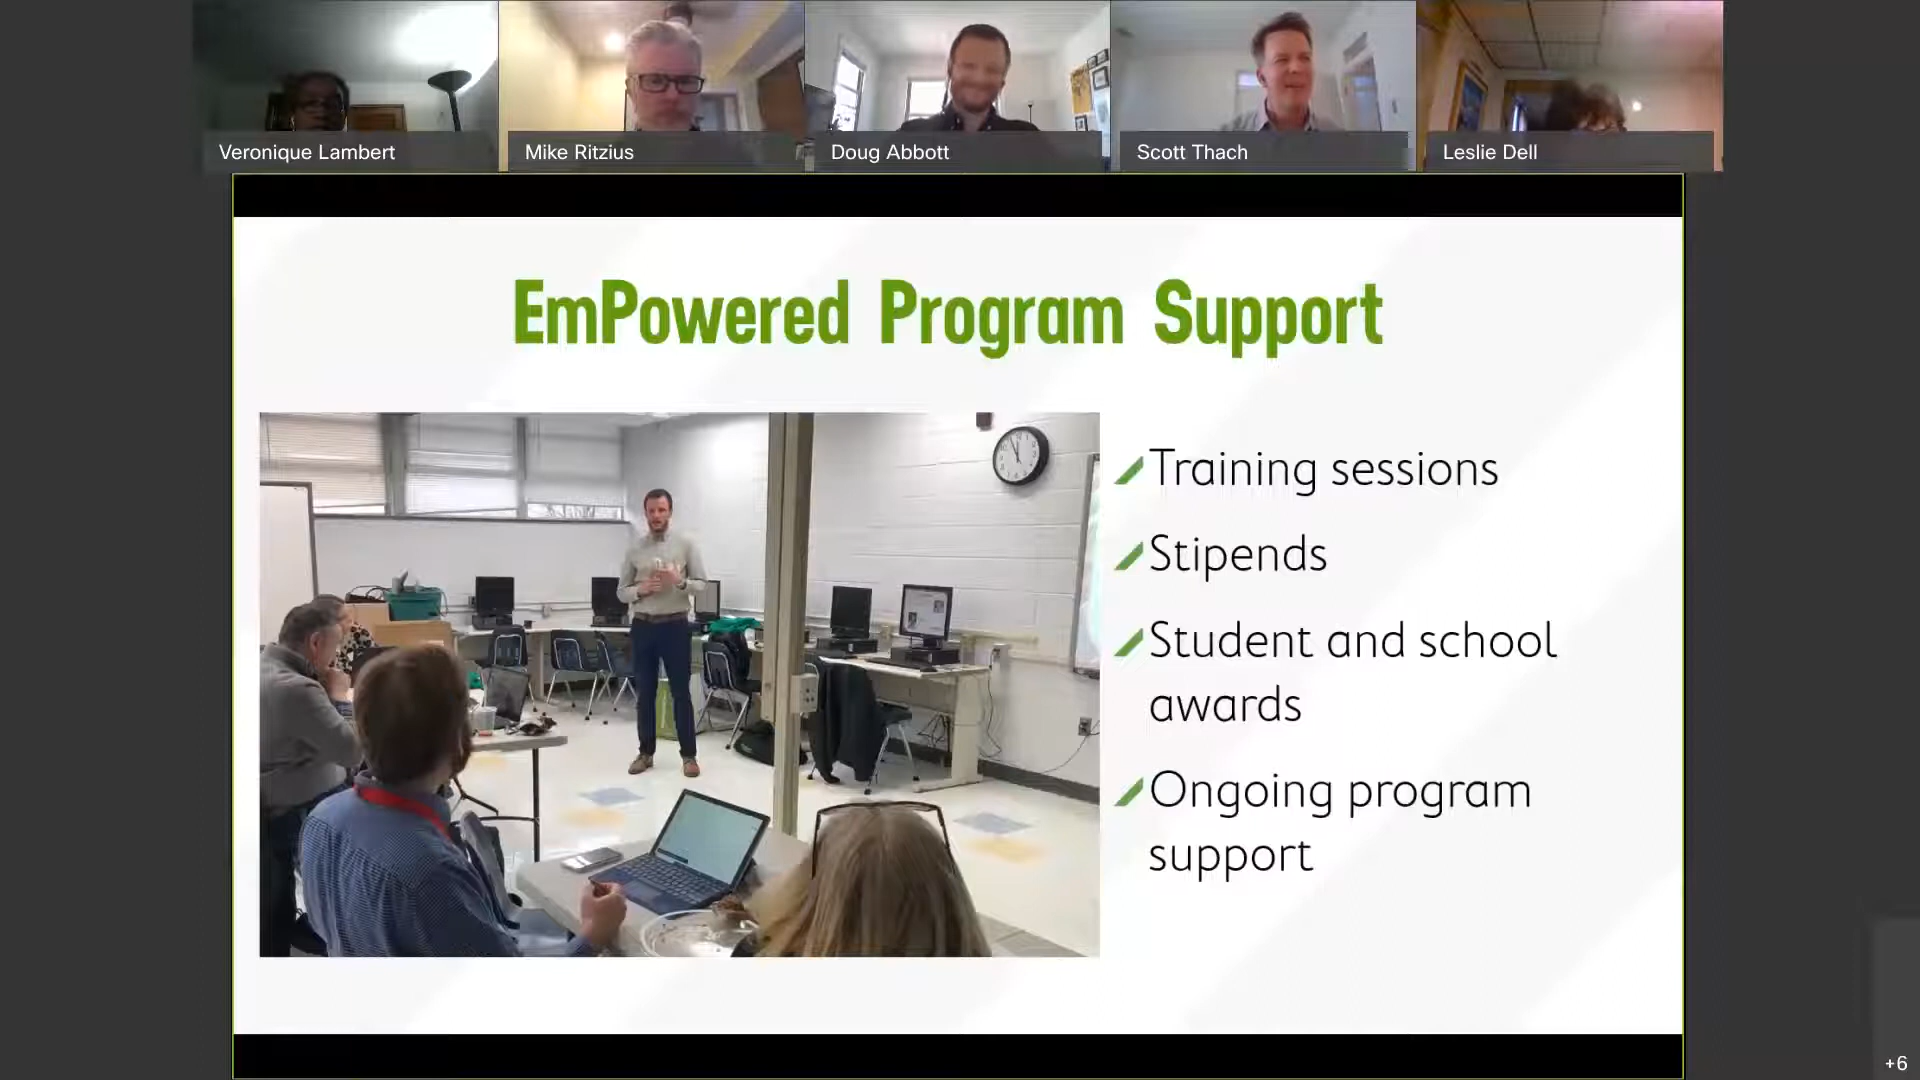 Veronique Lambert
Mike Ritzius
Doug Abbott
Scott Thach
Leslie Dell
EmPowered Program Support
Training sessions
Stipends
Student and school
awards
Ongoing program
support
+6